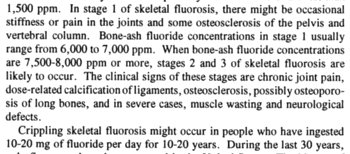 1,500 ppm. In stage 1 of skeletal fluorosis, there might be occasional
stiffness or pain in the joints and some osteosclerosis of the pelvis and
vertebral column. Bone-ash fluoride concentrations in stage 1 usually
range from 6,000 to 7,000 ppm. When bone-ash fluoride concentrations
are 7,500-8,000 ppm or more, stages 2 and 3 of skeletal fluorosis are
likely to occur. The clinical signs of these stages are chronic joint pain,
dose-related calcification of ligaments, osteosclerosis, possibly osteoporo-
sis of long bones, and in severe cases, muscle wasting and neurological
defects.
Crippling skeletal fluorosis might occur in people who have ingested
10-20 mg of fluoride per day for 10-20 years. During the last 30 years,